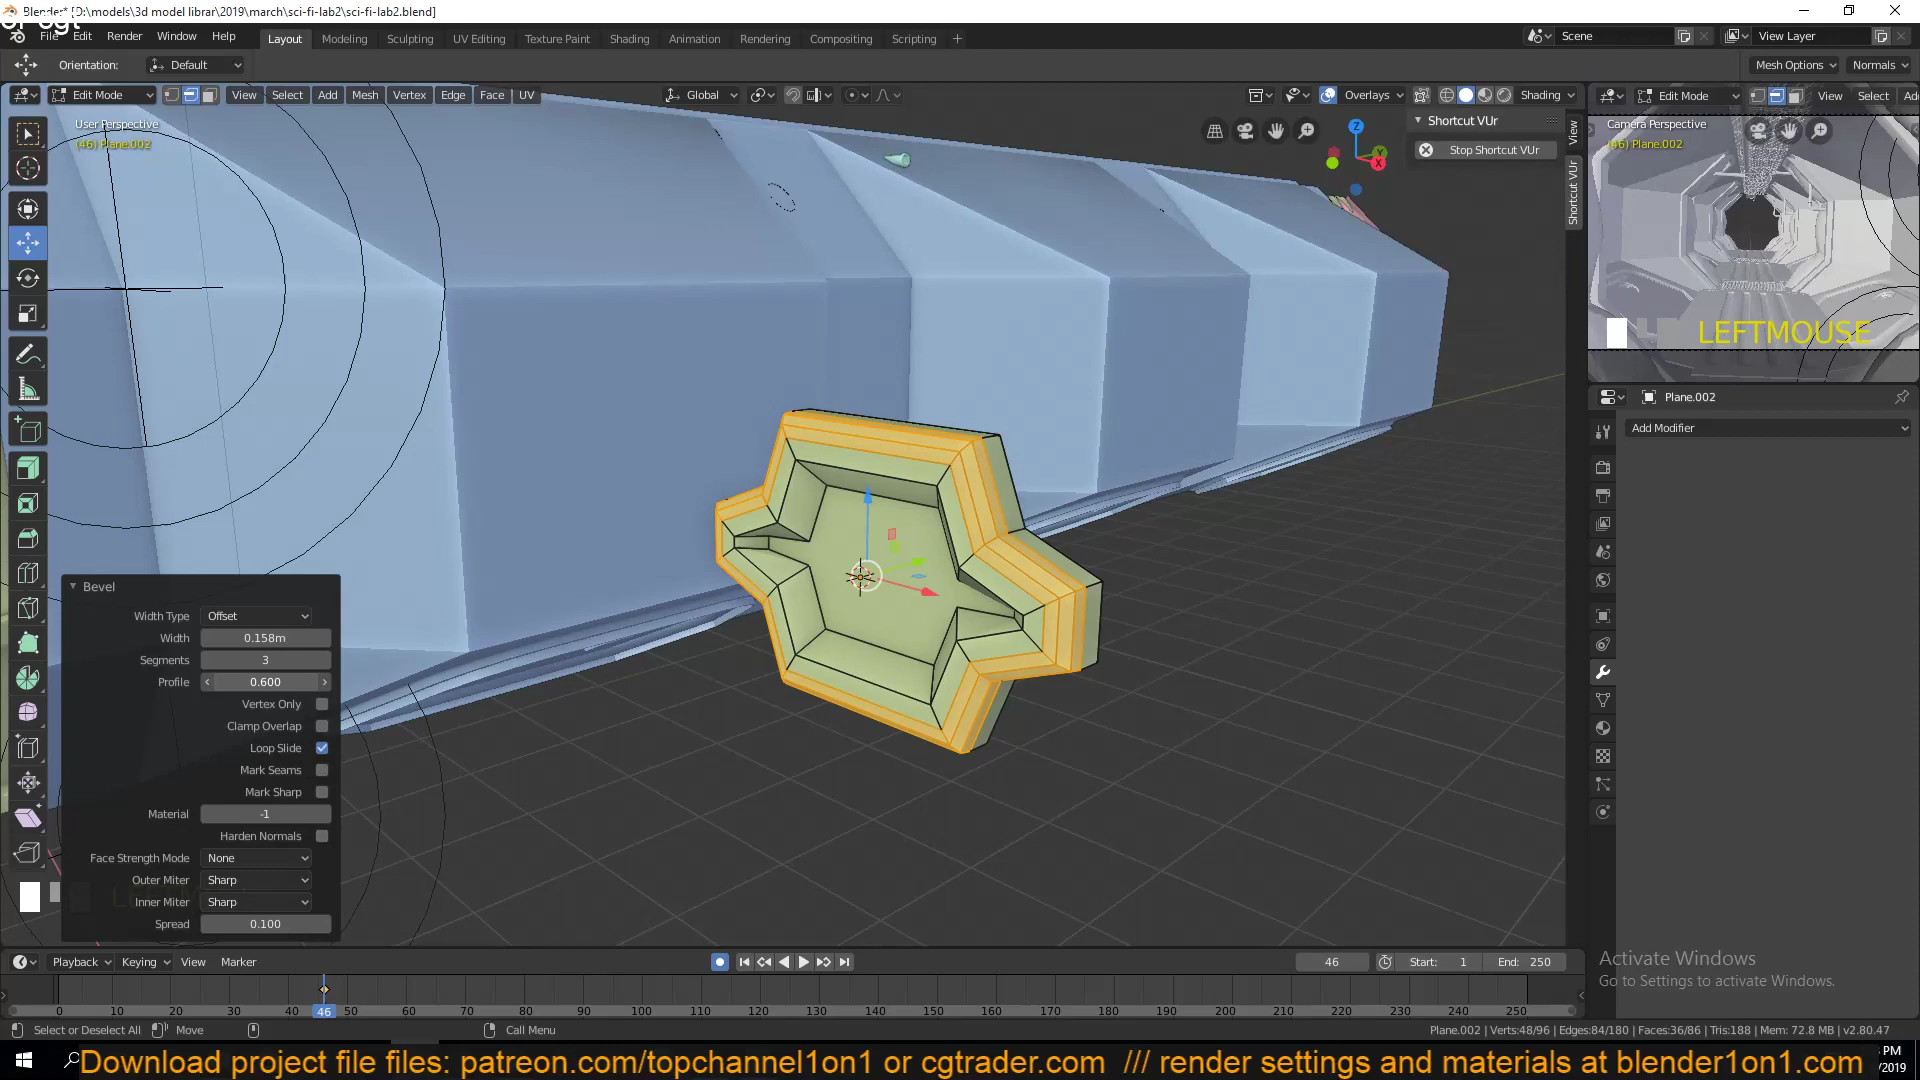 Blender* [D:\models\3d model librar\2019\march\sci-fi-lab2\sci-fi-lab2.blend]
File Edit Render Window Help Layout Modeling Sculpting UV Editing Texture Paint Shading Animation Rendering Compositing Scripting + Scene View Layer
Orientation: Default Mesh Options Normals
Edit Mode View Select Add Mesh Vertex Edge Face UV Global Overlays Shading Edit Mode View Select
User Perspective
(46) Plane.002
Shortcut VUr
Stop Shortcut VUr
View
Shortcut VUr
Camera Perspective
(46) Plane.002
LEFTMOUSE
Plane.002
Add Modifier
Bevel
Width Type Offset
Width 0.158m
Segments 3
Profile 0.600
Vertex Only
Clamp Overlap
Loop Slide
Mark Seams
Mark Sharp
Material -1
Harden Normals
Face Strength Mode None
Outer Miter Sharp
Inner Miter Sharp
Spread 0.100
Activate Windows
Go to Settings to activate Windows.
Playback Keying View Marker 46 Start: 1 End: 250
0 10 20 30 40 46 50 60 70 80 90 100 110 120 130 140 150 160 170 180 190 200 210 220 230 240 250
Select or Deselect All Move Call Menu Plane.002 | Verts:48/96 | Edges:84/180 | Faces:36/86 | Tris:188 | Mem: 72.8 MB | v2.80.47
Download project file files: patreon.com/topchannel1on1 or cgtrader.com /// render settings and materials at blender1on1.com
PM
/2019